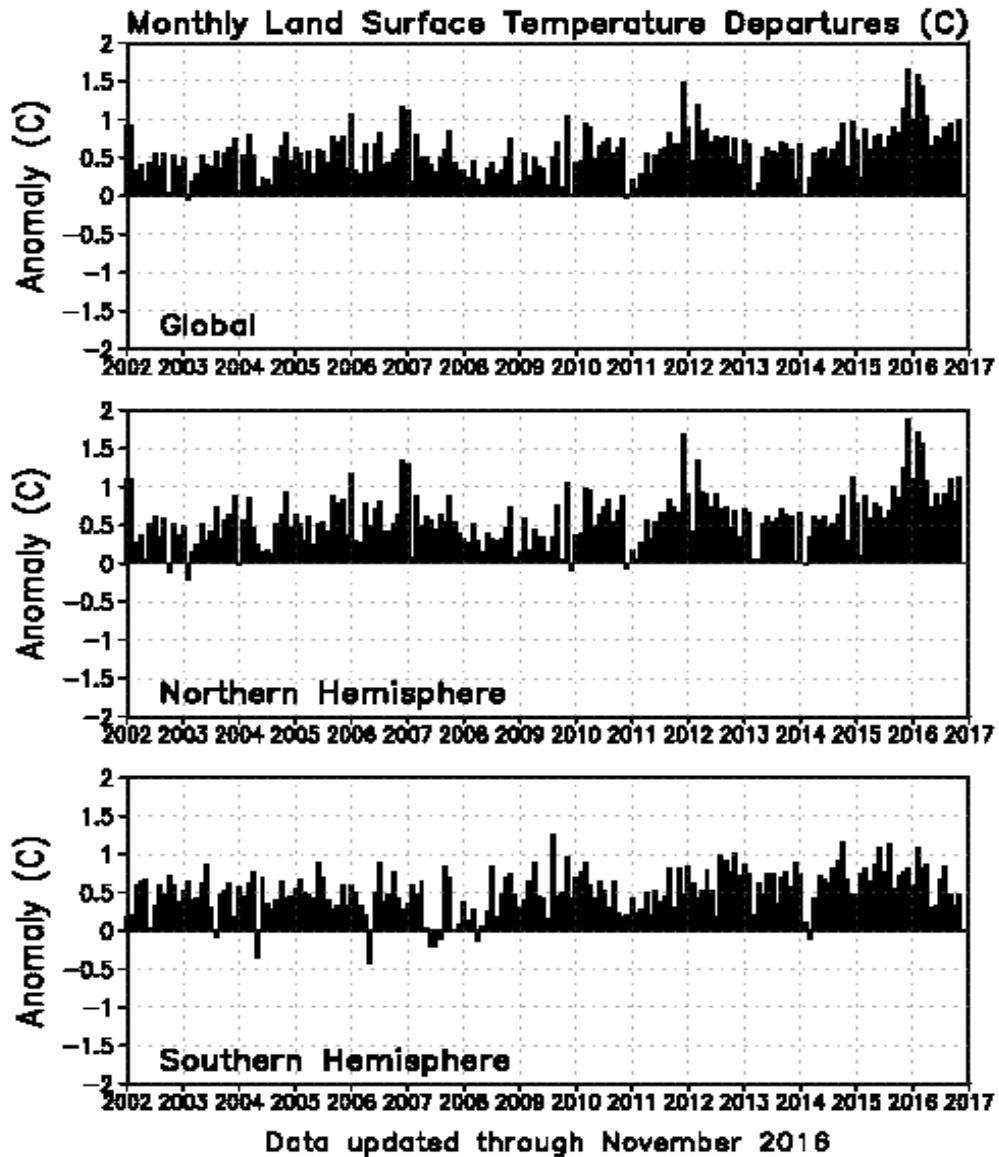 Monthly Land Surface Temperature Departures (C)
Anomaly (C)
2
1.5
1
0.5
0
−0.5
−1
−1.5
−2
Global
2002 2003 2004 2005 2006 2007 2008 2009 2010 2011 2012 2013 2014 2015 2016 2017
Anomaly (C)
2
1.5
1
0.5
0
−0.5
−1
−1.5
−2
Northern Hemisphere
2002 2003 2004 2005 2006 2007 2008 2009 2010 2011 2012 2013 2014 2015 2016 2017
Anomaly (C)
2
1.5
1
0.5
0
−0.5
−1
−1.5
−2
Southern Hemisphere
2002 2003 2004 2005 2006 2007 2008 2009 2010 2011 2012 2013 2014 2015 2016 2017
Data updated through November 2016